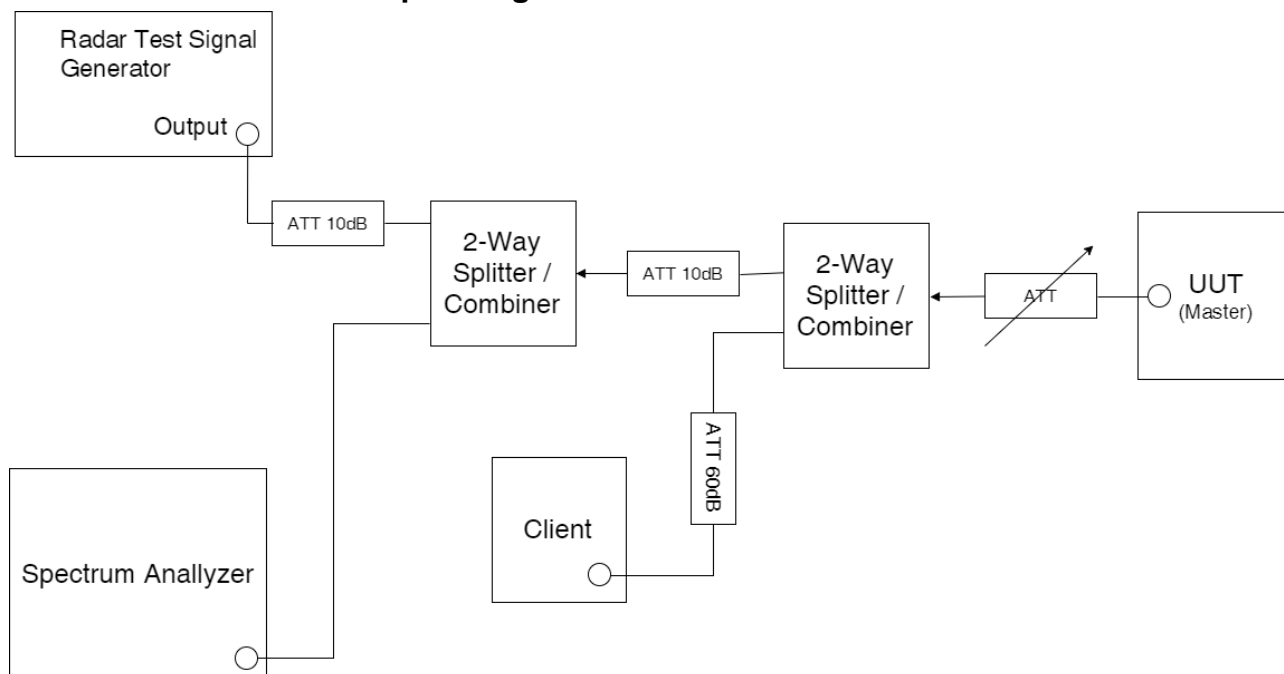 Radar Test Signal
Generator
Output
ATT 10dB
2-Way
Splitter /
Combiner
ATT 10dB
2-Way
Splitter /
Combiner
ATT
UUT
(Master)
ATT 60dB
Client
Spectrum Anallyzer